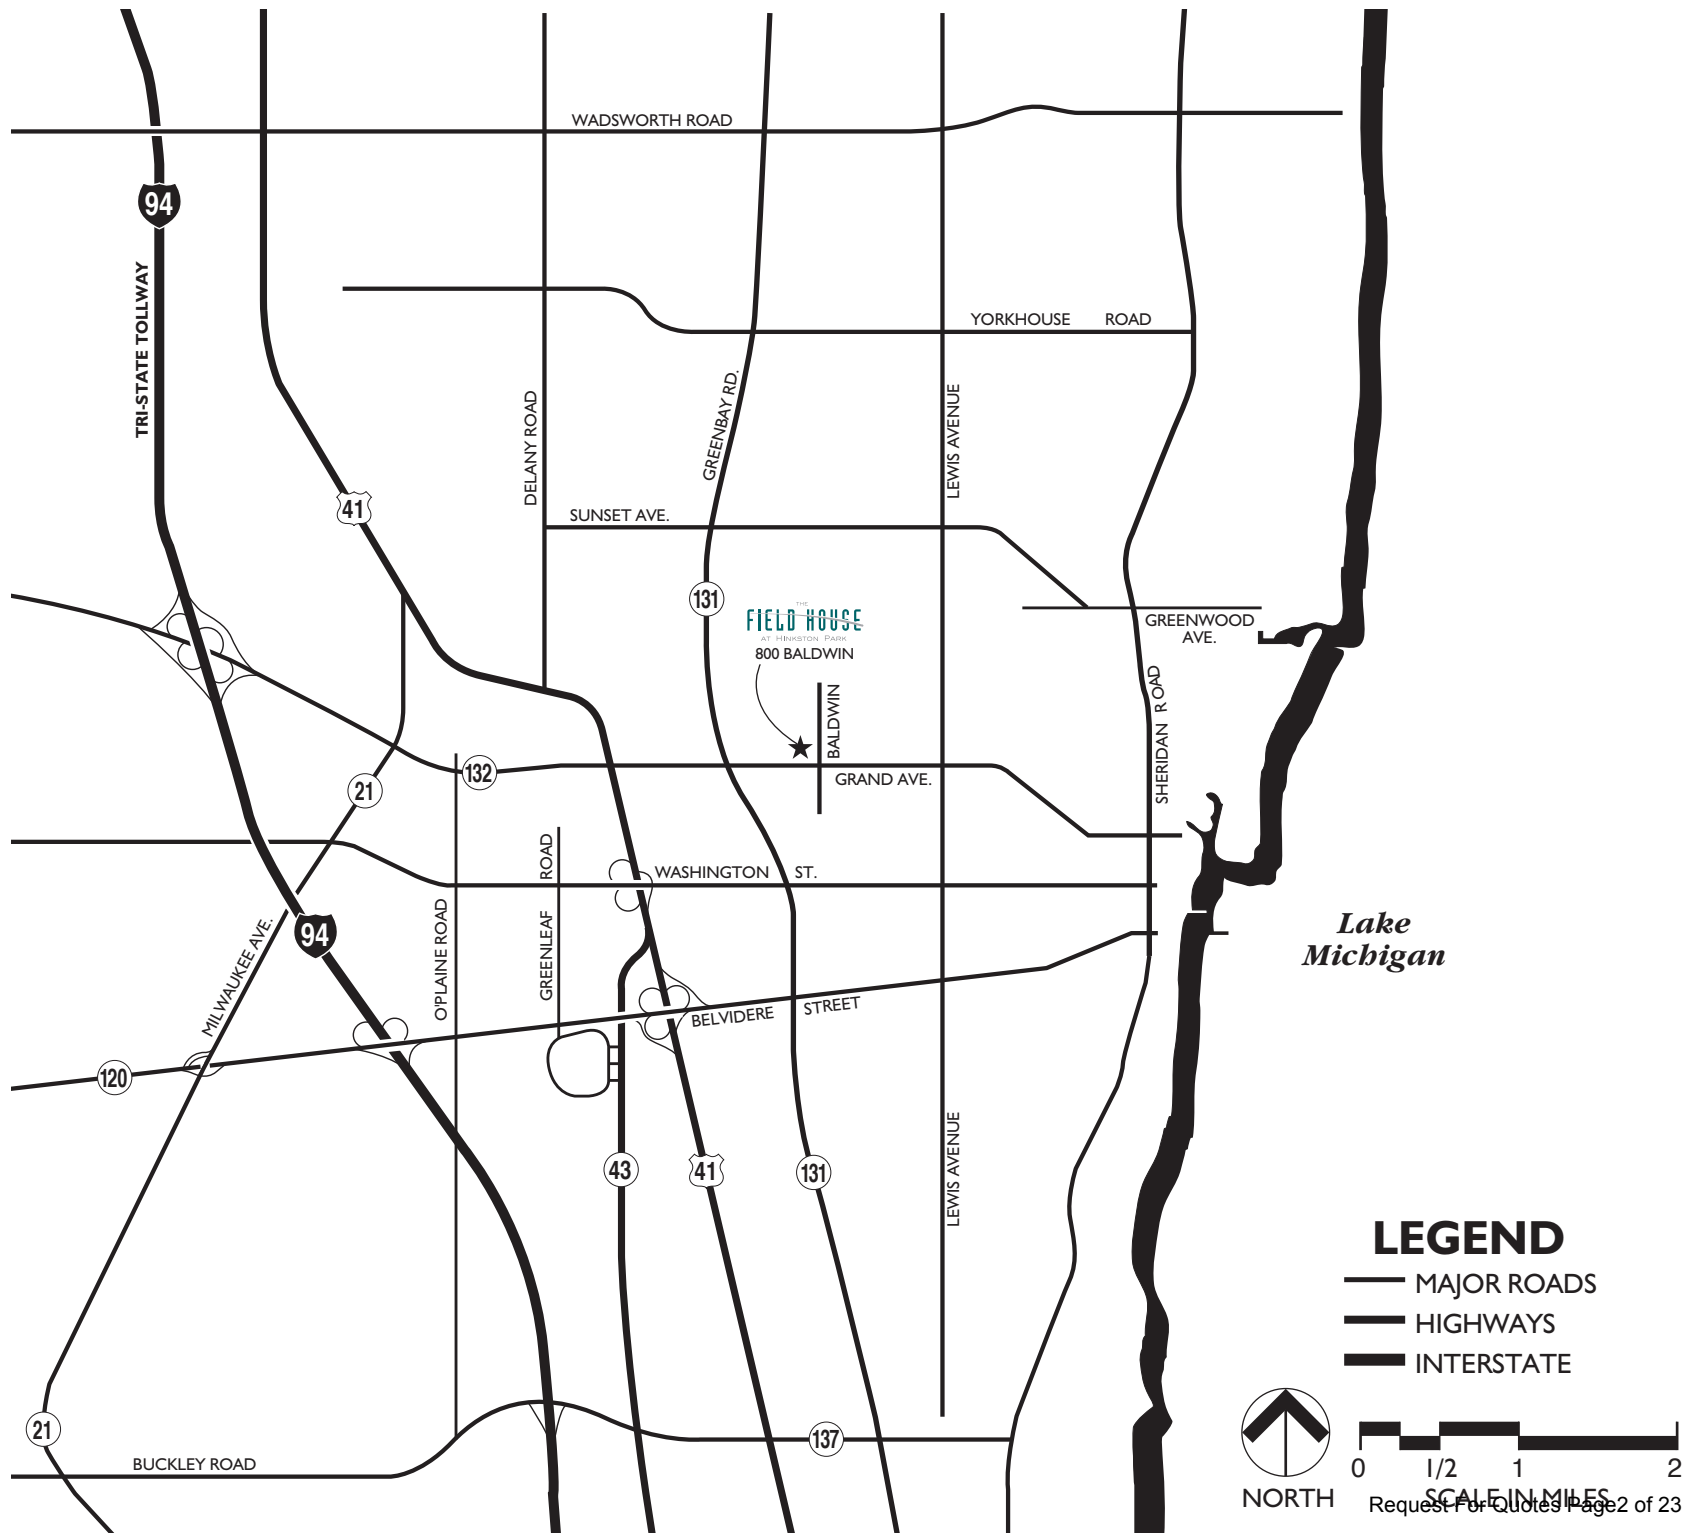 WADSWORTH ROAD
94
TRI-STATE TOLLWAY
YORKHOUSE ROAD
GREENBAY RD.
DELANY ROAD
LEWIS AVENUE
41
SUNSET AVE.
131
THE
FIELD HOUSE
AT HINKSTON PARK
800 BALDWIN
GREENWOOD
AVE.
BALDWIN
SHERIDAN ROAD
132
GRAND AVE.
21
ROAD
GREENLEAF
WASHINGTON ST.
O'PLAINE ROAD
MILWAUKEE AVE.
94
Lake
Michigan
BELVIDERE STREET
120
43
41
131
LEWIS AVENUE
LEGEND
MAJOR ROADS
HIGHWAYS
INTERSTATE
21
137
BUCKLEY ROAD
NORTH
0 1/2 1 2
SCALE IN MILES
Request For Quotes Page2 of 23